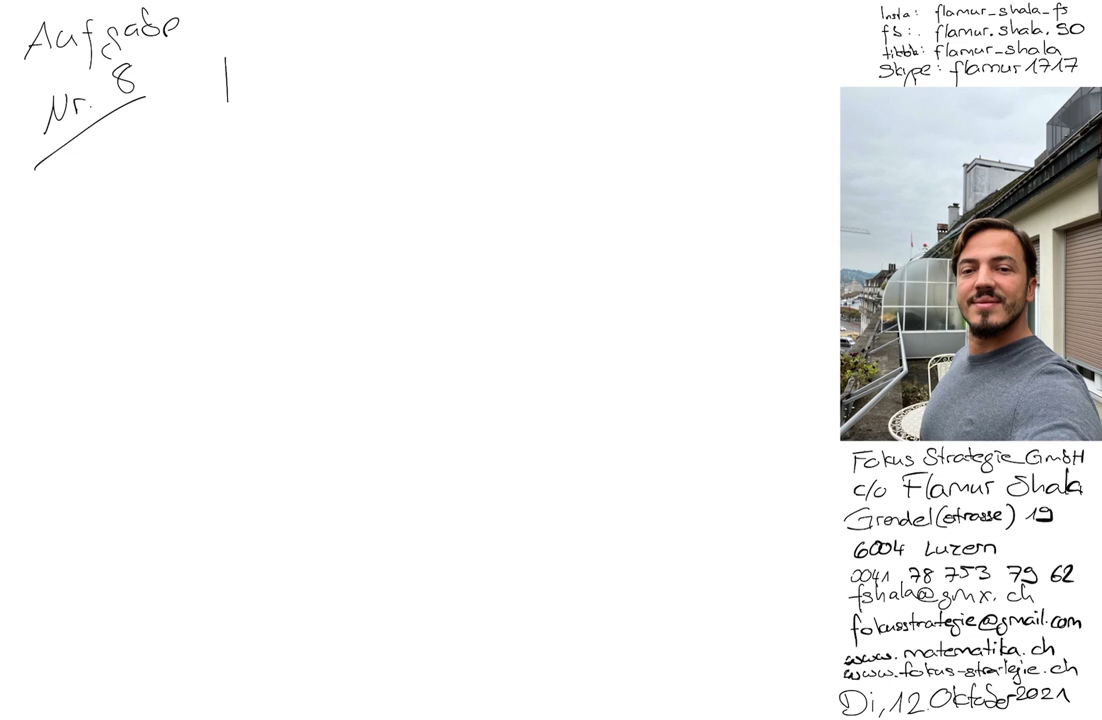 Aufgabe
Nr. 8
Insta: flamur_shala_fs
fb:. flamur.shala.50
tiktok: flamur_shala
Skype: flamur1717
Fokus Strategie GmbH
c/o Flamur Shala
Grendel(strasse) 19
6004 Luzern
0041 78 753 79 62
fshala@gmx.ch
fokusstrategie@gmail.com
www.matematika.ch
www.fokus-strategie.ch
Di, 12. Oktober 2021